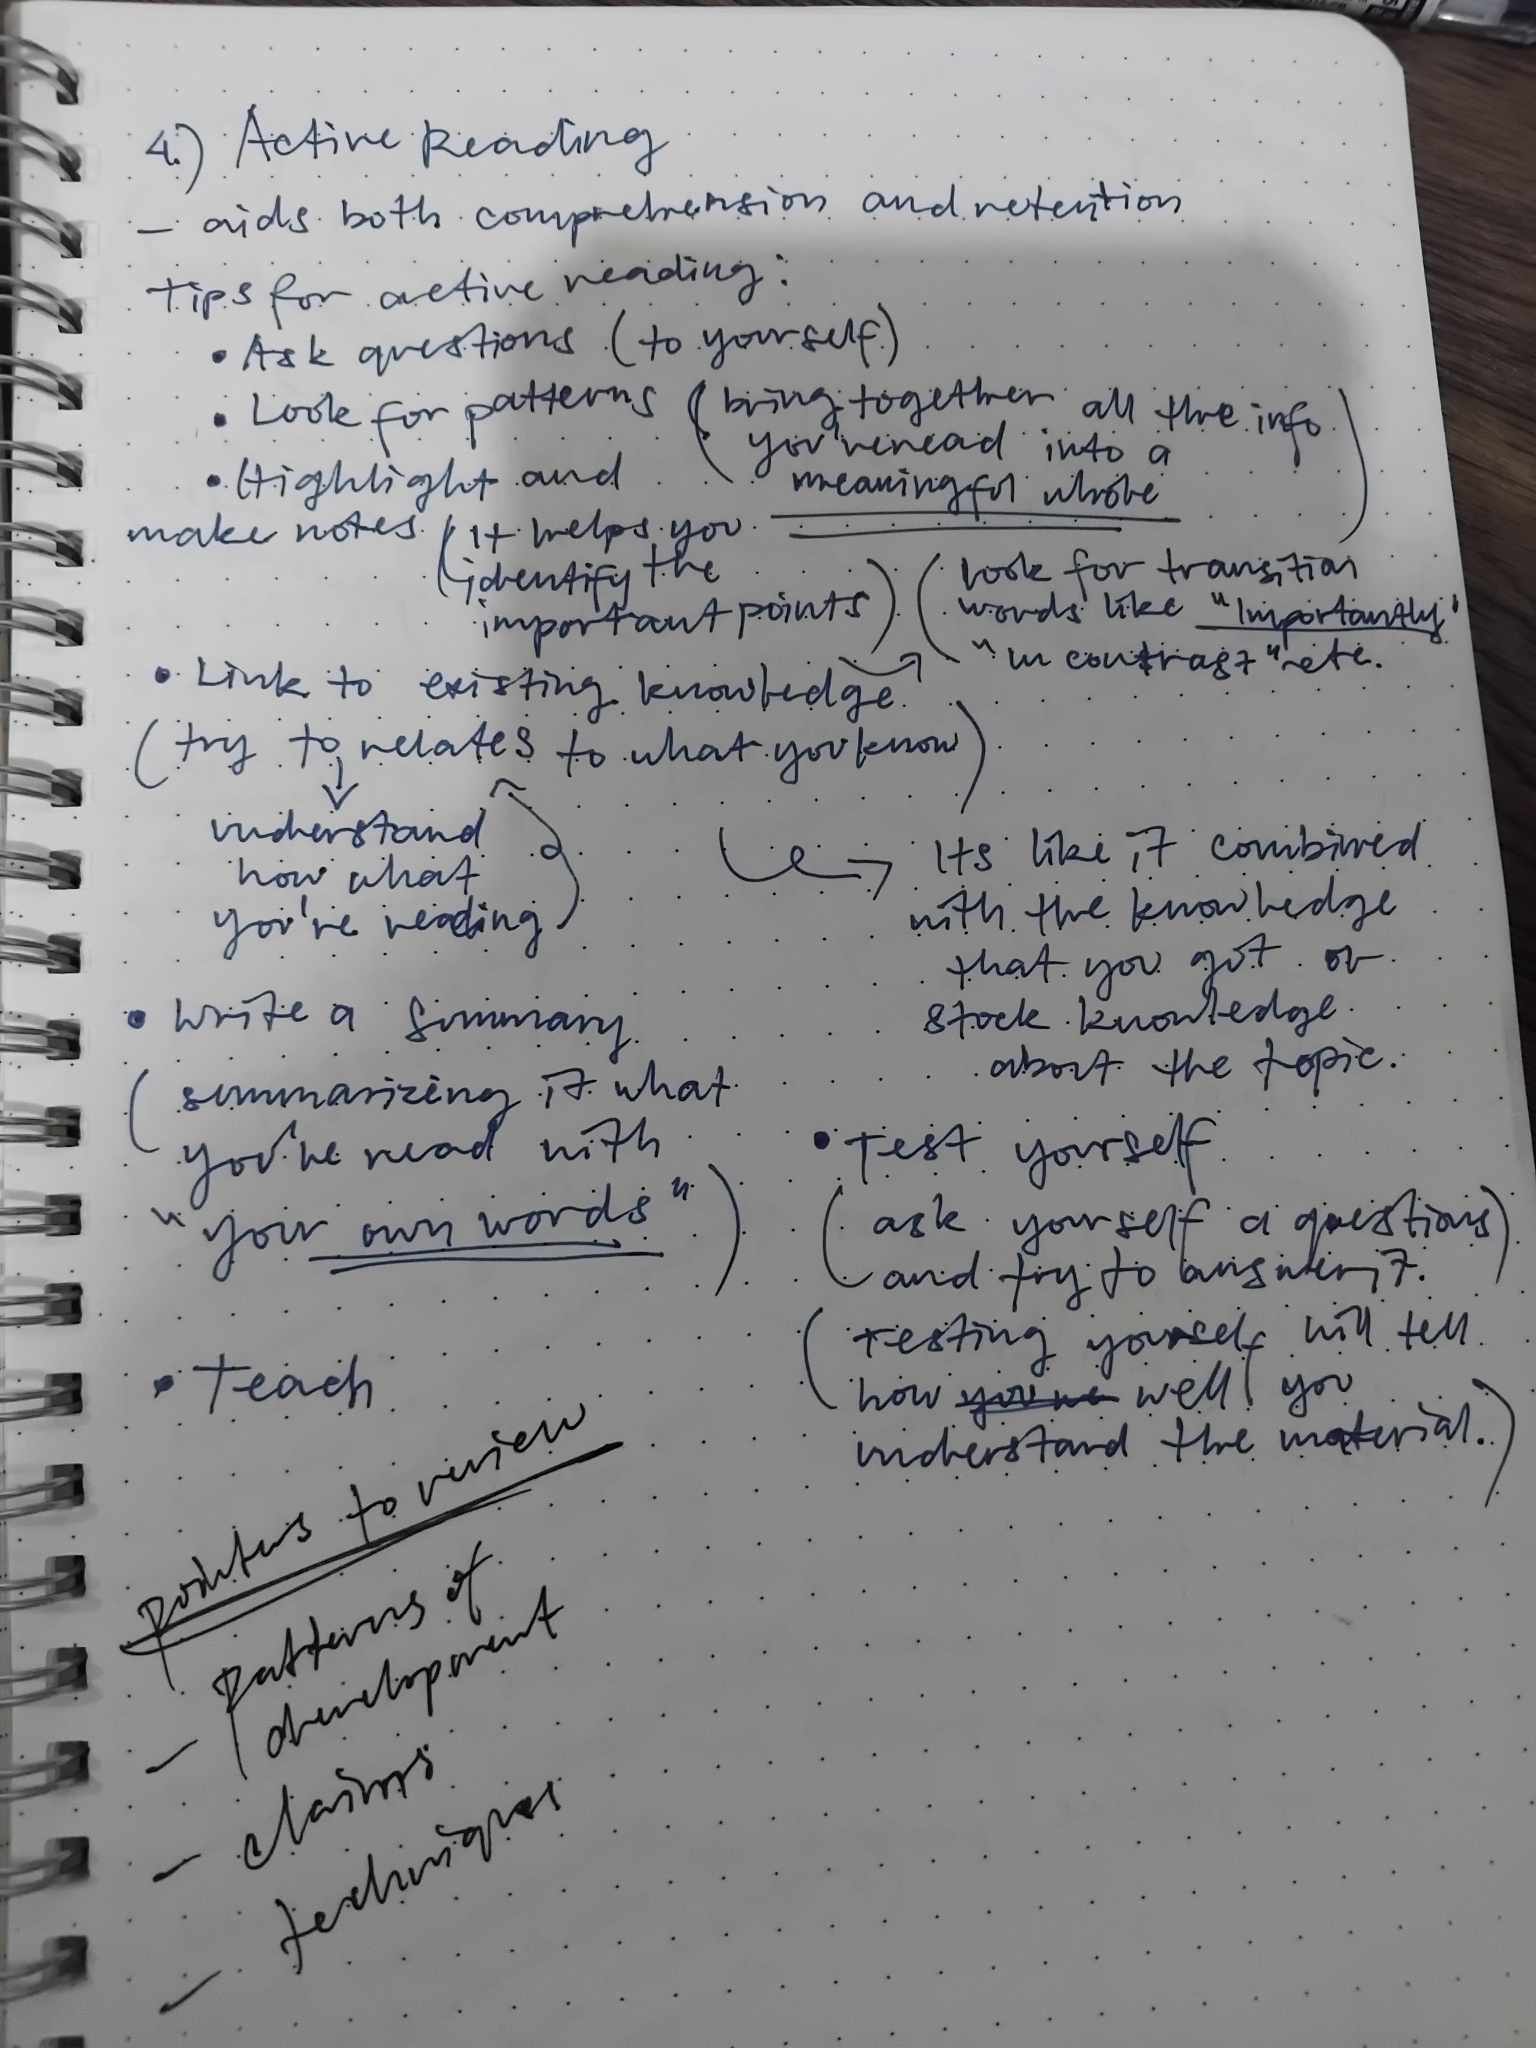 4.) Active Reading
- aids both comprehension and retention
Tips for active reading:
• Ask questions (to yourself)
• Look for patterns (bring together all the info
you're read into a
meaningful whole
• Highlight and
make notes (it helps you
identify the
important points)
(look for transition
words like "Importantly"
"in contrast" etc.
• Link to existing knowledge
(try to relates to what you know)
understand
how what
you're reading
Its like it combined
with the knowledge
that you got or
stock knowledge
about the topic.
• Write a summary
(summarizing it what
you're read with
"your own words")
• Test yourself
(ask yourself a questions
and try to answer it.)
(Testing yourself will tell
how well you
understand the material.)
• Teach
pointers to review
- patterns of
development
- claims
- techniques